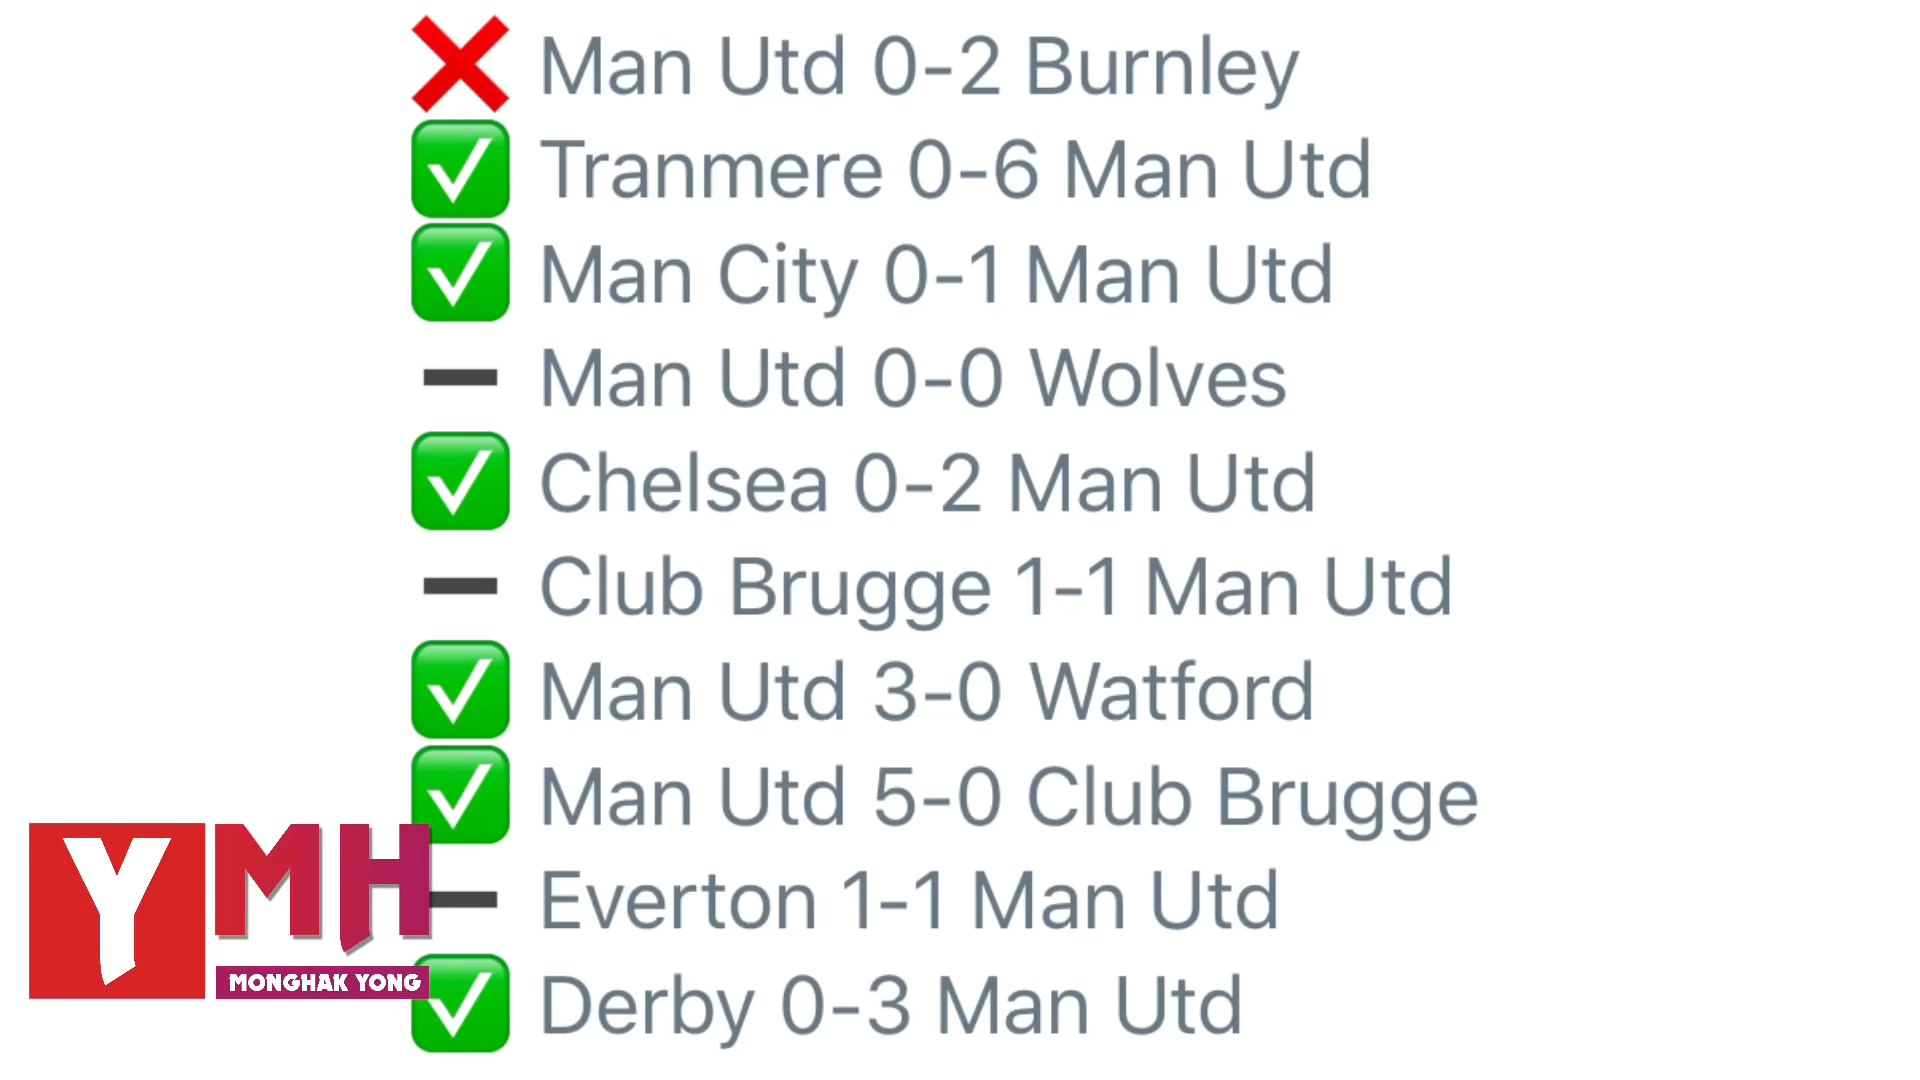 ❌ Man Utd 0-2 Burnley
✅ Tranmere 0-6 Man Utd
✅ Man City 0-1 Man Utd
➖ Man Utd 0-0 Wolves
✅ Chelsea 0-2 Man Utd
➖ Club Brugge 1-1 Man Utd
✅ Man Utd 3-0 Watford
✅ Man Utd 5-0 Club Brugge
➖ Everton 1-1 Man Utd
✅ Derby 0-3 Man Utd
YMH
MONGHAK YONG